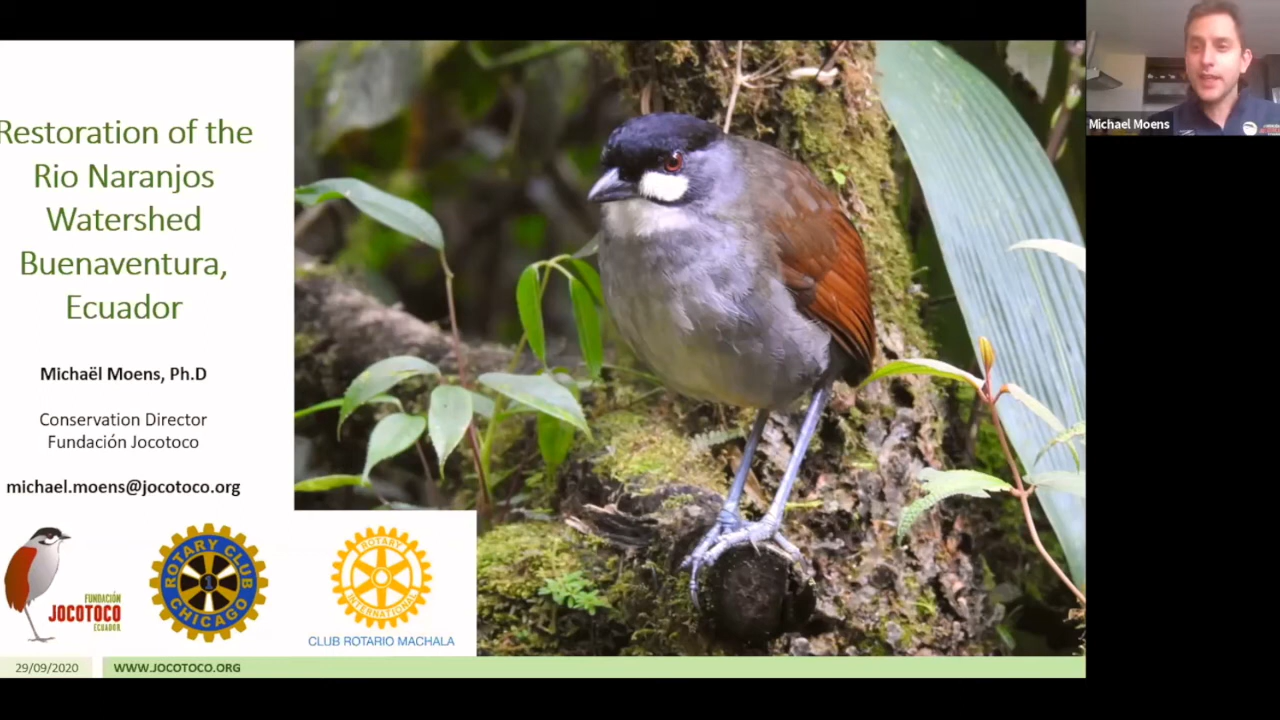 Restoration of the
Rio Naranjos
Watershed
Buenaventura,
Ecuador
Michaël Moens, Ph.D
Conservation Director
Fundación Jocotoco
michael.moens@jocotoco.org
FUNDACIÓN
JOCOTOCO
ECUADOR
ROTARY CLUB
1
CHICAGO
ROTARY
INTERNATIONAL
CLUB ROTARIO MACHALA
29/09/2020
WWW.JOCOTOCO.ORG
Michael Moens